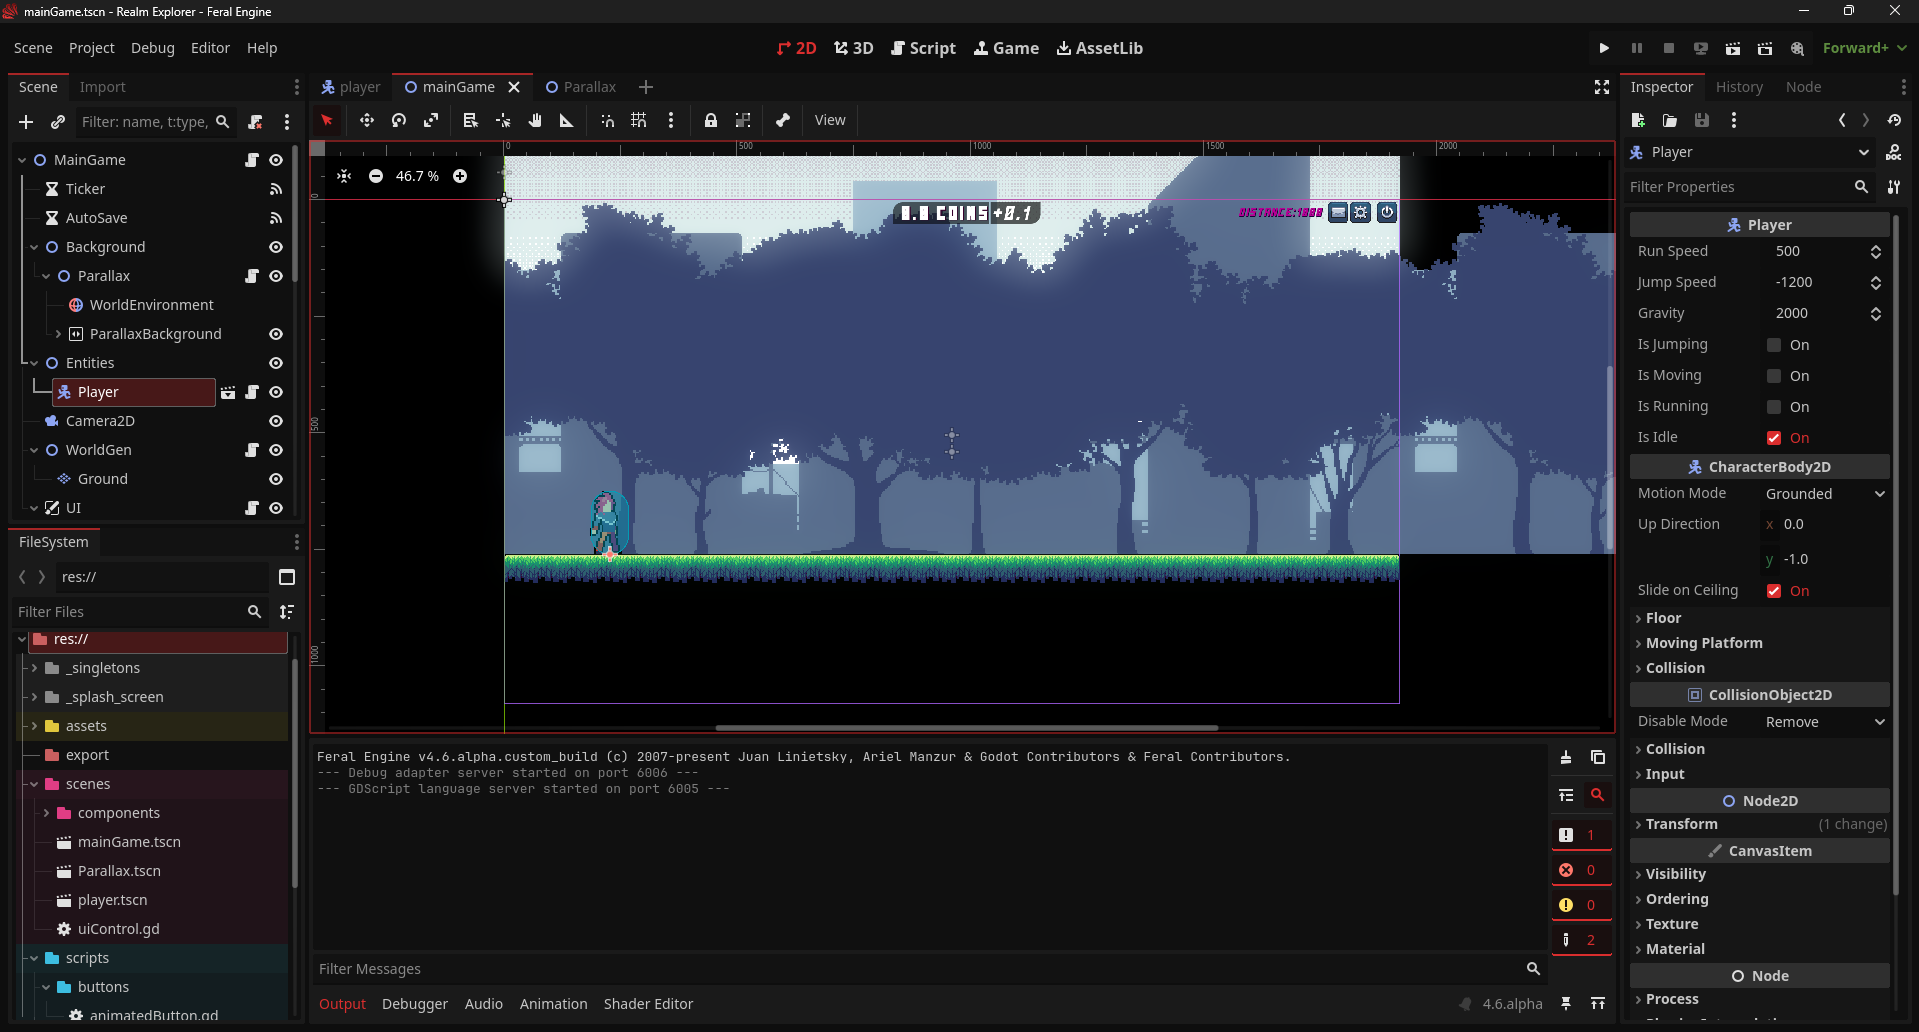 mainGame.tscn - Realm Explorer - Feral Engine
Scene Project Debug Editor Help
2D 3D Script Game AssetLib
Forward+
Scene Import
Filter: name, t:type,
MainGame
Ticker
AutoSave
Background
Parallax
WorldEnvironment
ParallaxBackground
Entities
Player
Camera2D
WorldGen
Ground
UI
FileSystem
res://
Filter Files
res://
_singletons
_splash_screen
assets
export
scenes
components
mainGame.tscn
Parallax.tscn
player.tscn
uiControl.gd
scripts
buttons
animatedButton.gd
player mainGame Parallax
View
0 500 1000 1500 2000
46.7 %
0
500
1000
0.0 COINS +0.1
DISTANCE:1000
Feral Engine v4.6.alpha.custom_build (c) 2007-present Juan Linietsky, Ariel Manzur & Godot Contributors & Feral Contributors.
--- Debug adapter server started on port 6006 ---
--- GDScript language server started on port 6005 ---
1
0
0
2
Filter Messages
Output Debugger Audio Animation Shader Editor
4.6.alpha
Inspector History Node
Player
Filter Properties
Player
Run Speed 500
Jump Speed -1200
Gravity 2000
Is Jumping On
Is Moving On
Is Running On
Is Idle On
CharacterBody2D
Motion Mode Grounded
Up Direction x 0.0
y -1.0
Slide on Ceiling On
Floor
Moving Platform
Collision
CollisionObject2D
Disable Mode Remove
Collision
Input
Node2D
Transform (1 change)
CanvasItem
Visibility
Ordering
Texture
Material
Node
Process